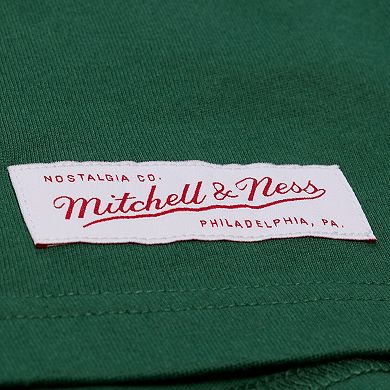 NOSTALGIA CO.
Mitchell & Ness
PHILADELPHIA, PA.